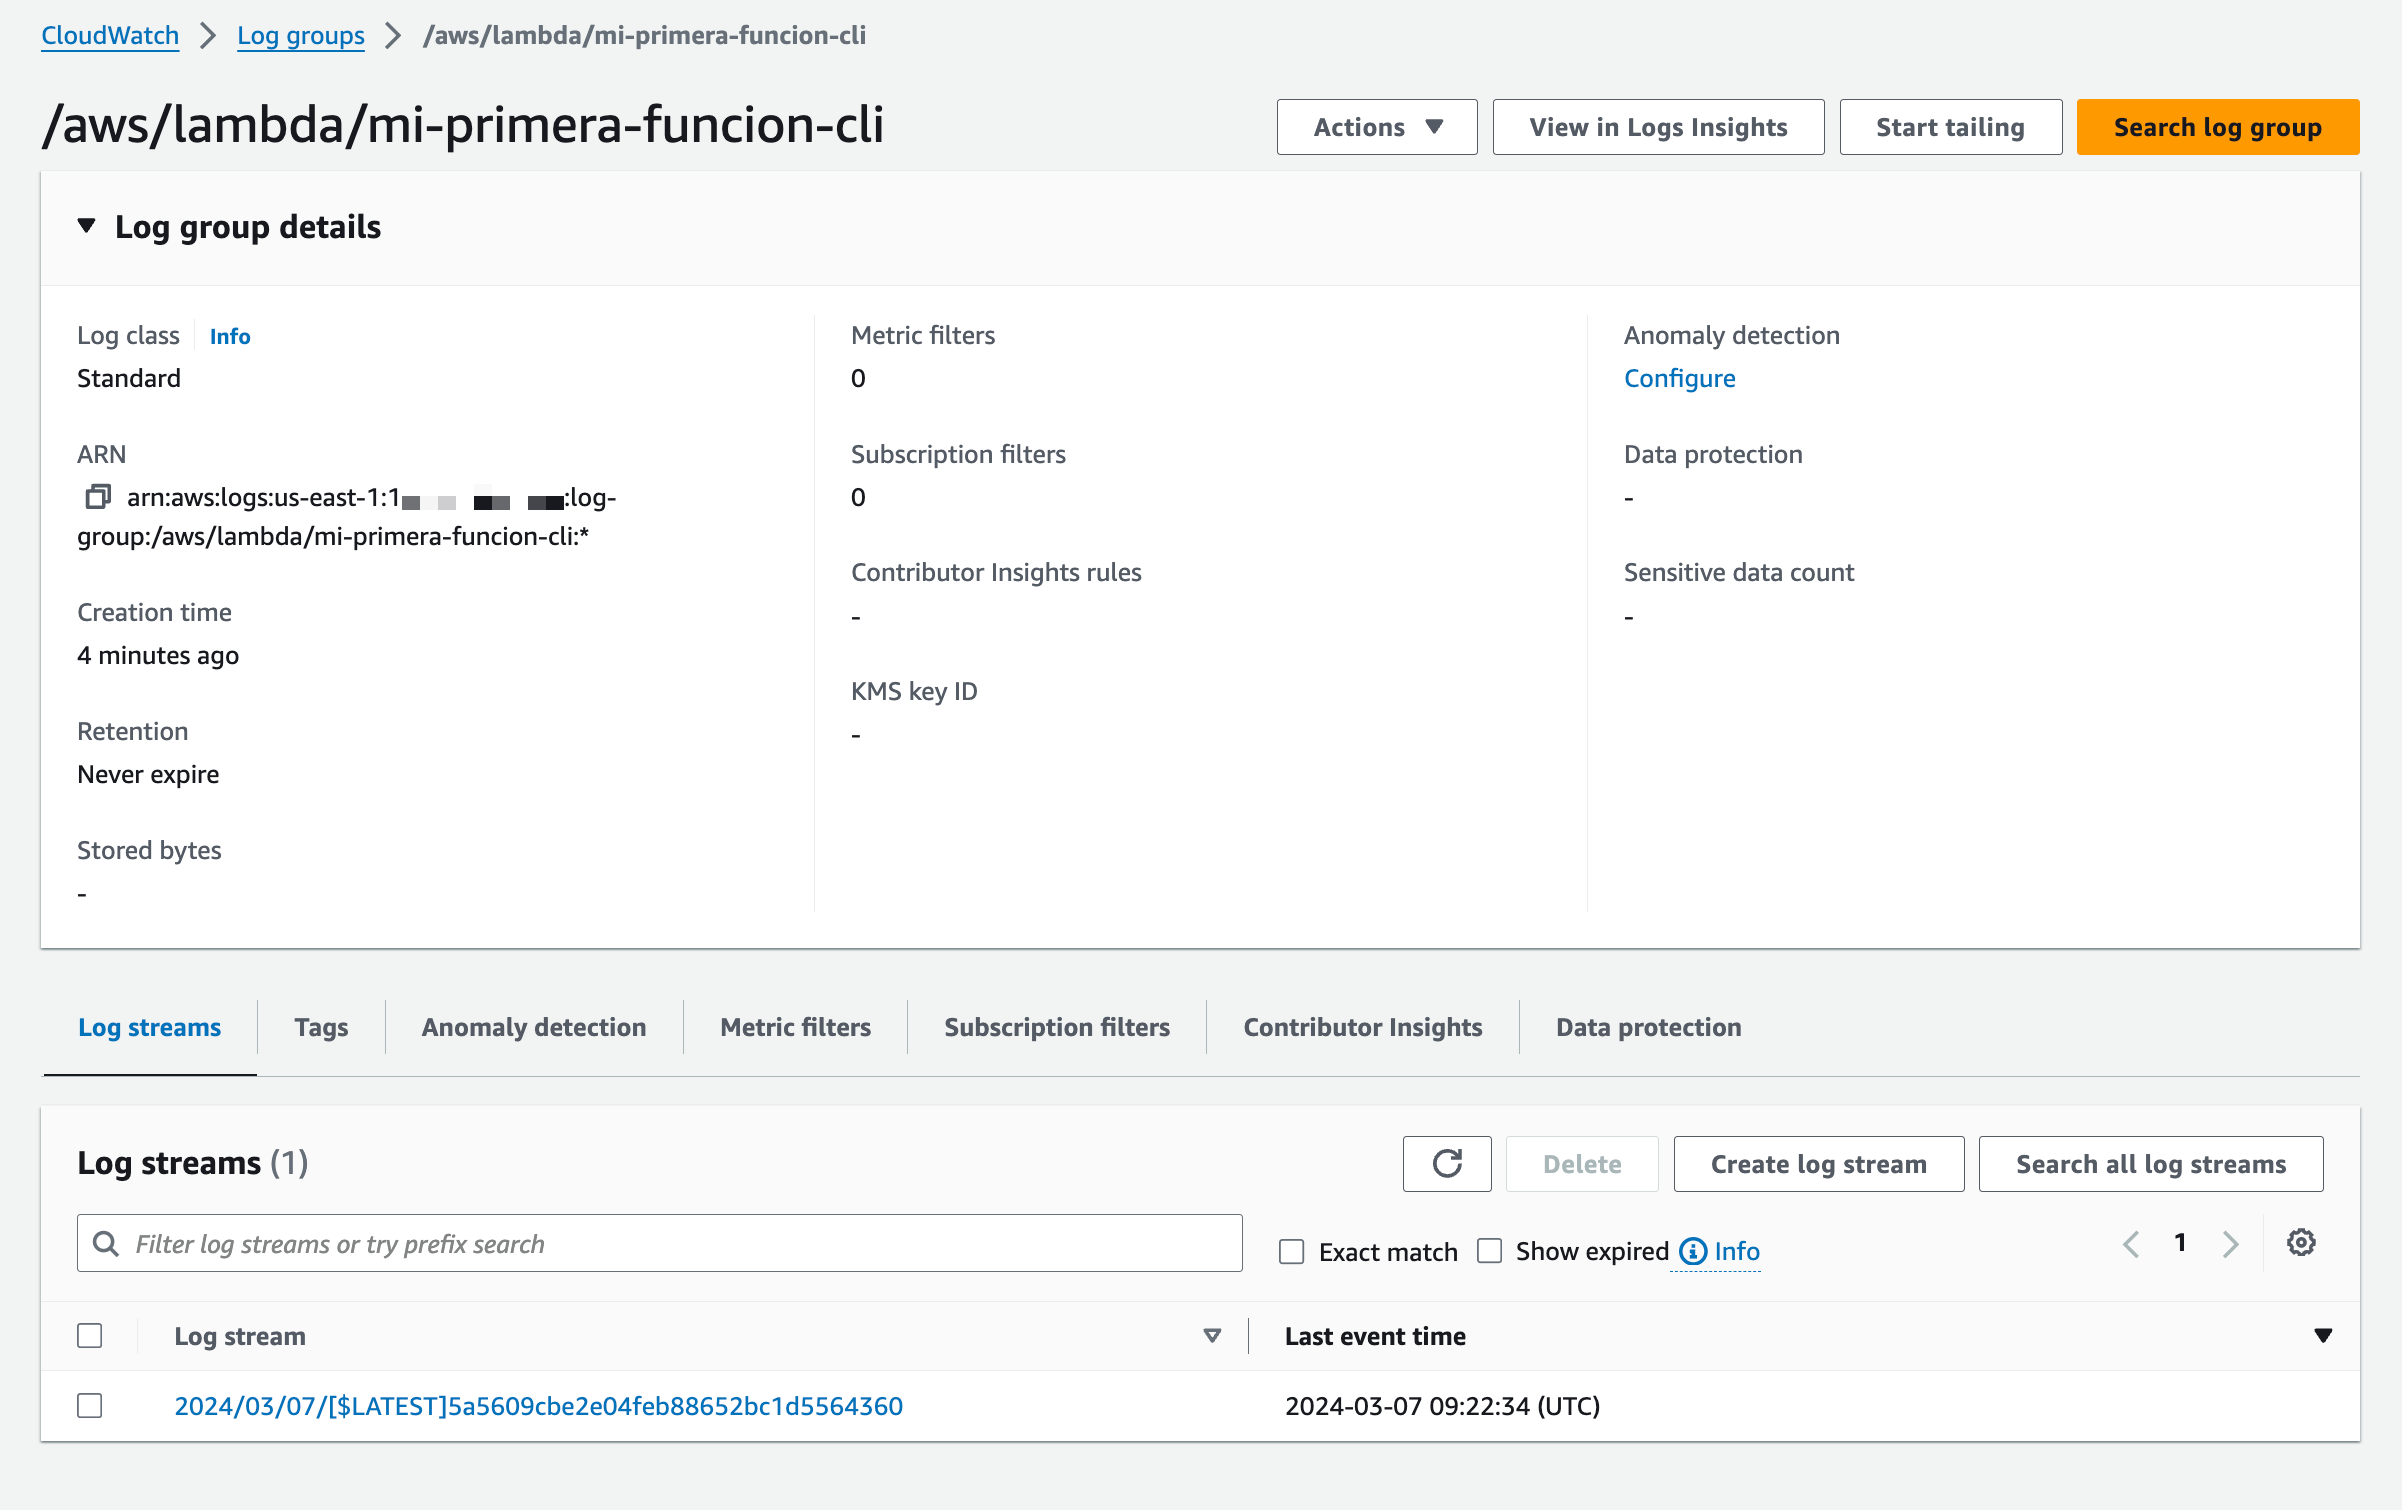 CloudWatch > Log groups > /aws/lambda/mi-primera-funcion-cli
/aws/lambda/mi-primera-funcion-cli
Actions View in Logs Insights Start tailing Search log group
Log group details
Log class Info
Standard
ARN
arn:aws:logs:us-east-1:1 :log-
group:/aws/lambda/mi-primera-funcion-cli:*
Creation time
4 minutes ago
Retention
Never expire
Stored bytes
-
Metric filters
0
Subscription filters
0
Contributor Insights rules
-
KMS key ID
-
Anomaly detection
Configure
Data protection
-
Sensitive data count
-
Log streams Tags Anomaly detection Metric filters Subscription filters Contributor Insights Data protection
Log streams (1)
Delete Create log stream Search all log streams
Filter log streams or try prefix search
Exact match Show expired Info
1
Log stream Last event time
2024/03/07/[$LATEST]5a5609cbe2e04feb88652bc1d5564360 2024-03-07 09:22:34 (UTC)